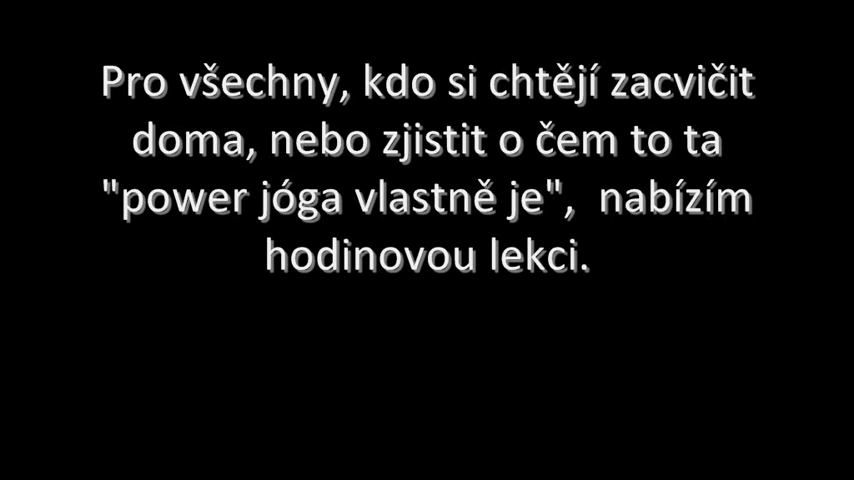 Pro všechny, kdo si chtějí zacvičit
doma, nebo zjistit o čem to ta
"power jóga vlastně je",  nabízím
hodinovou lekci.